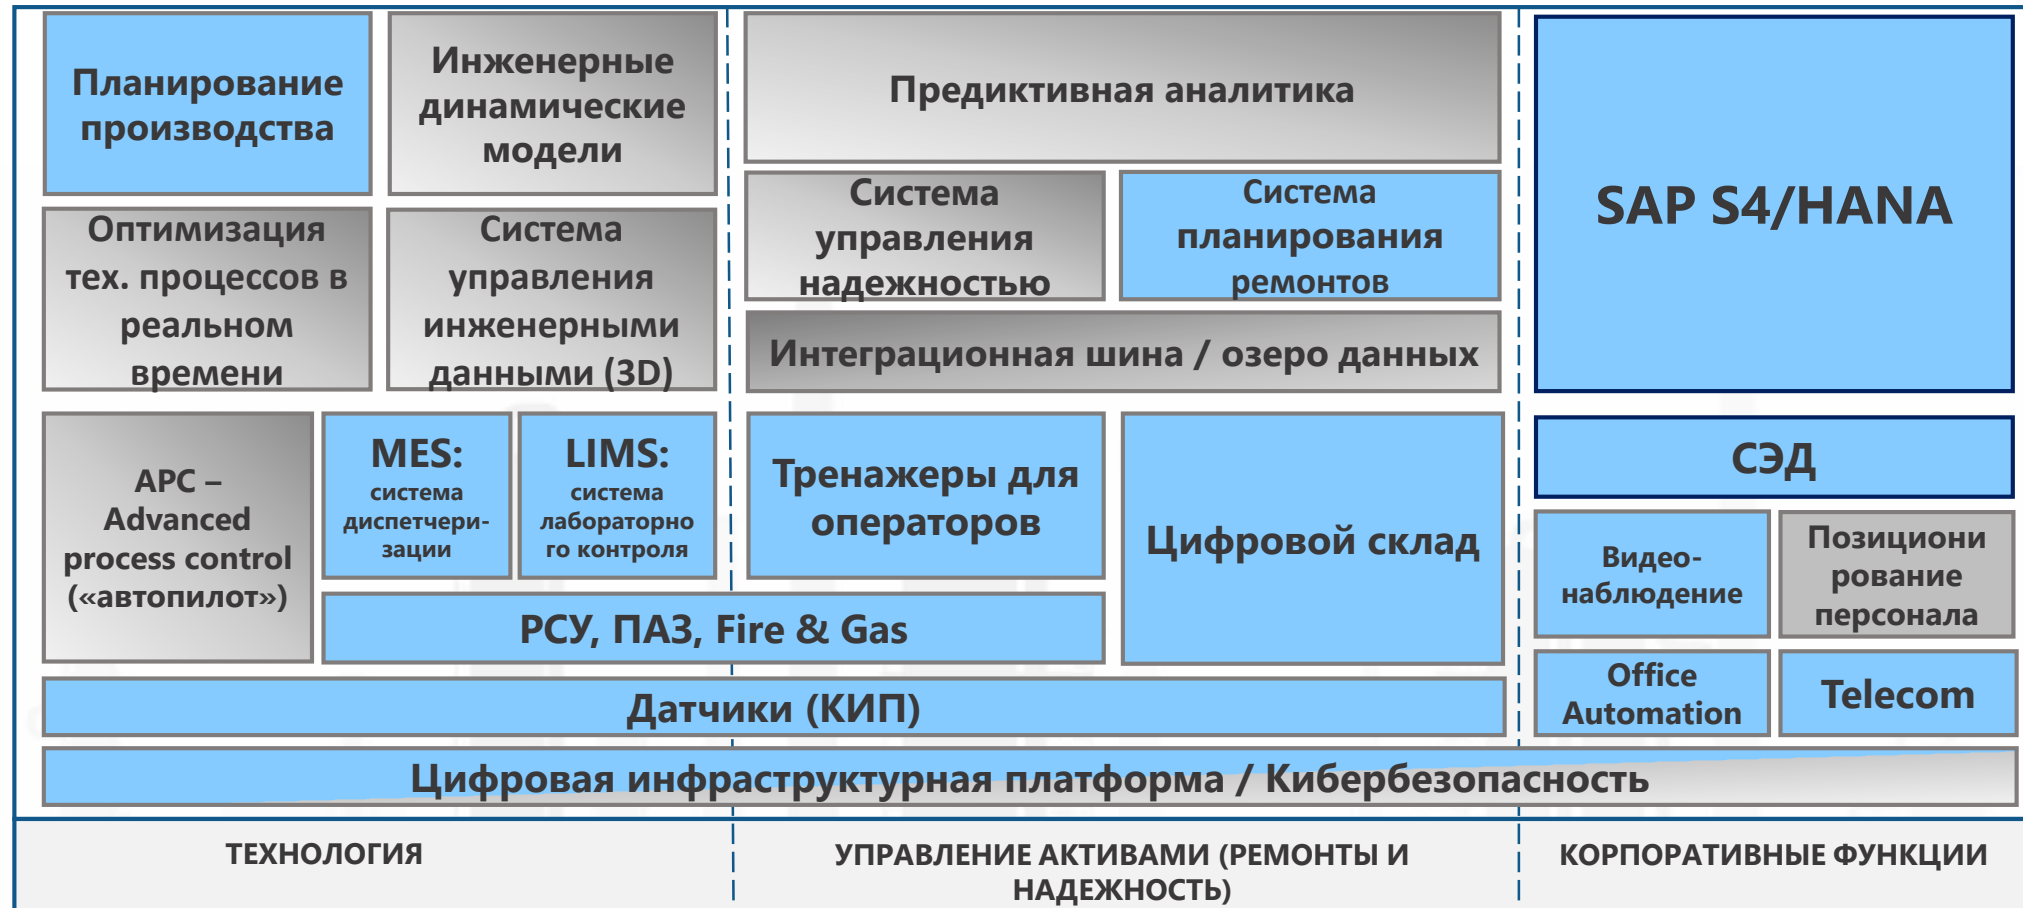 Планирование
производства
Инженерные
динамические
модели
Предиктивная аналитика
SAP S4/HANA
Оптимизация
тех. процессов в
реальном
времени
Система
управления
инженерными
данными (3D)
Система
управления
надежностью
Система
планирования
ремонтов
Интеграционная шина / озеро данных
APC –
Advanced
process control
(«автопилот»)
MES:
система
диспетчери-
зации
LIMS:
система
лабораторно
го контроля
Тренажеры для
операторов
Цифровой склад
СЭД
Видео-
наблюдение
Позициони
рование
персонала
РСУ, ПАЗ, Fire & Gas
Office
Automation
Telecom
Датчики (КИП)
Цифровая инфраструктурная платформа / Кибербезопасность
ТЕХНОЛОГИЯ
УПРАВЛЕНИЕ АКТИВАМИ (РЕМОНТЫ И
НАДЕЖНОСТЬ)
КОРПОРАТИВНЫЕ ФУНКЦИИ